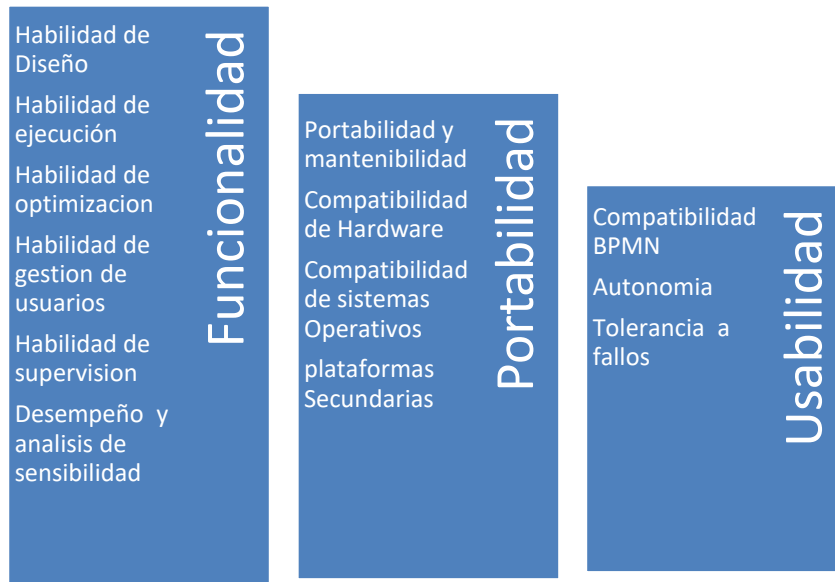 Habilidad de
Diseño
Habilidad de
ejecución
Habilidad de
optimizacion
Habilidad de
gestion de
usuarios
Habilidad de
supervision
Desempeño y
analisis de
sensibilidad
Funcionalidad
Portabilidad y
mantenibilidad
Compatibilidad
de Hardware
Compatibilidad
de sistemas
Operativos
plataformas
Secundarias
Portabilidad
Compatibilidad
BPMN
Autonomia
Tolerancia a
fallos
Usabilidad